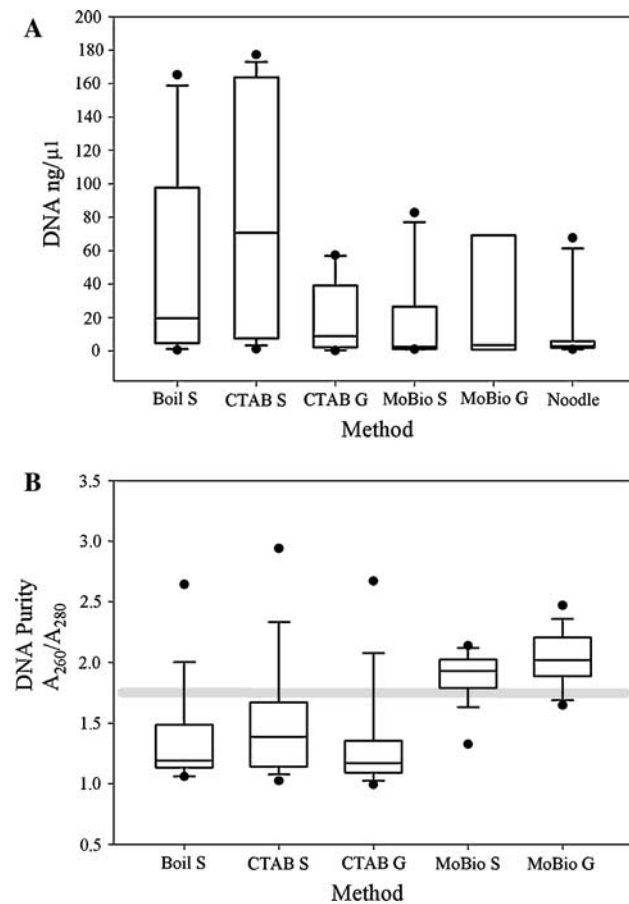 A
200
180
160
140
120
100
80
60
40
20
0
DNA ng/µl
Boil S CTAB S CTAB G MoBio S MoBio G Noodle
Method
B
3.5
3.0
2.5
2.0
1.5
1.0
0.5
DNA Purity
A260/A280
Boil S CTAB S CTAB G MoBio S MoBio G
Method